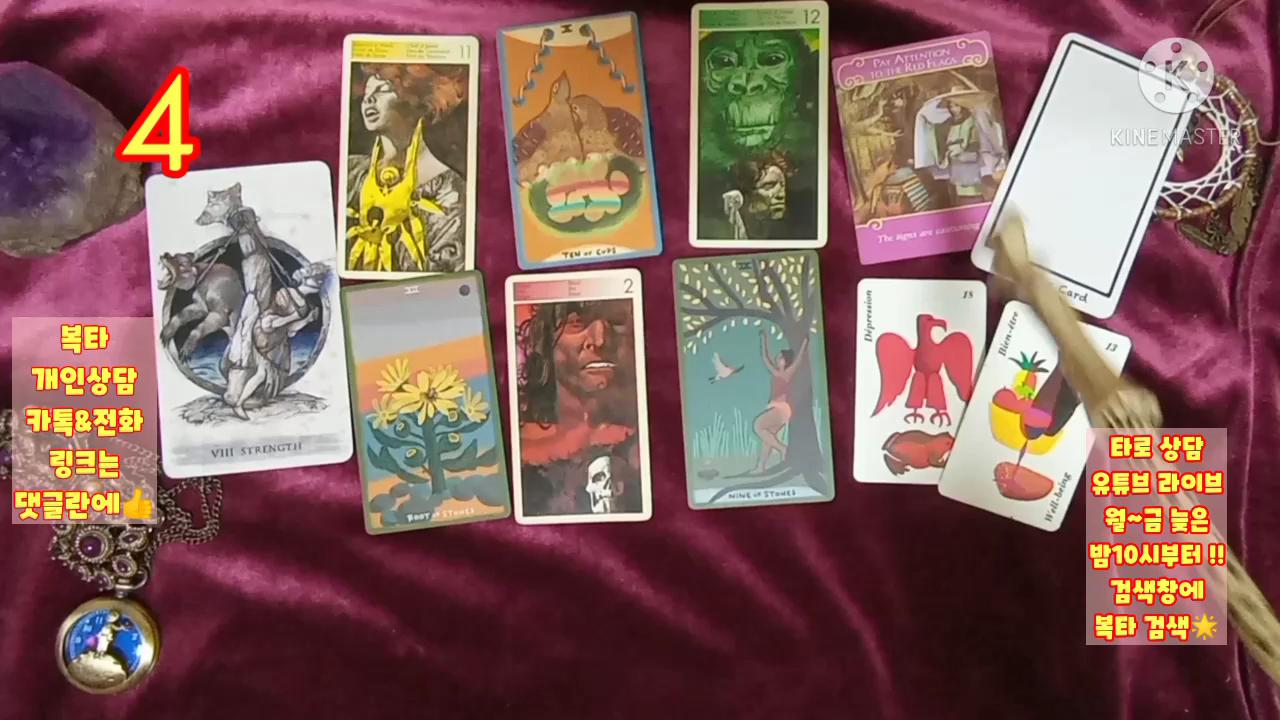 4
복타
개인상담
카톡&전화
링크는
댓글란에👍
VIII STRENGTH
11
X
TEN OF CUPS
12
PAY ATTENTION
TO THE RED FLAGS
The signs are cautioning
Card
KINEMASTER
ROOT OF STONES
2
NINE OF STONES
Dépression
18
Bien-être
13
Well-being
타로 상담
유튜브 라이브
월~금 늦은
밤10시부터 !!
검색창에
복타 검색🌟